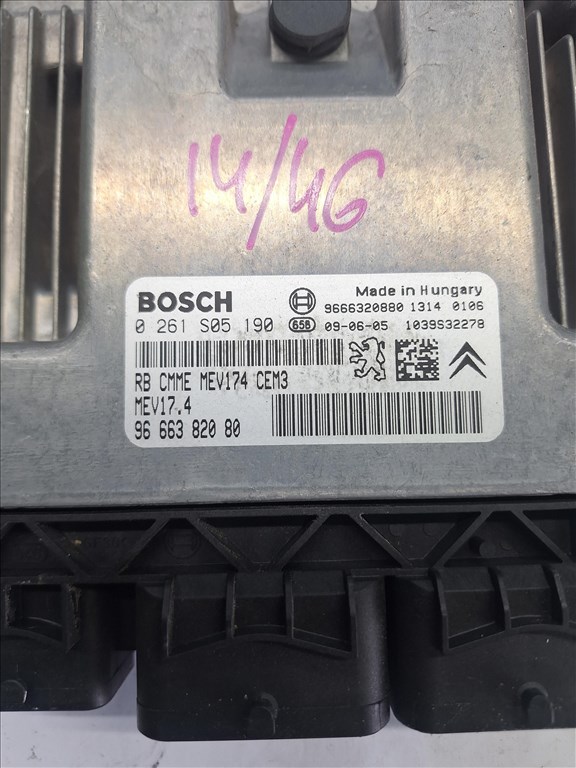 14/46
BOSCH
Made in Hungary
9666320880 1314 0106
0 261 S05 190 65B 09-06-05 1039S32278
RB CMME MEV174 CEM3
MEV17.4
96 663 820 80